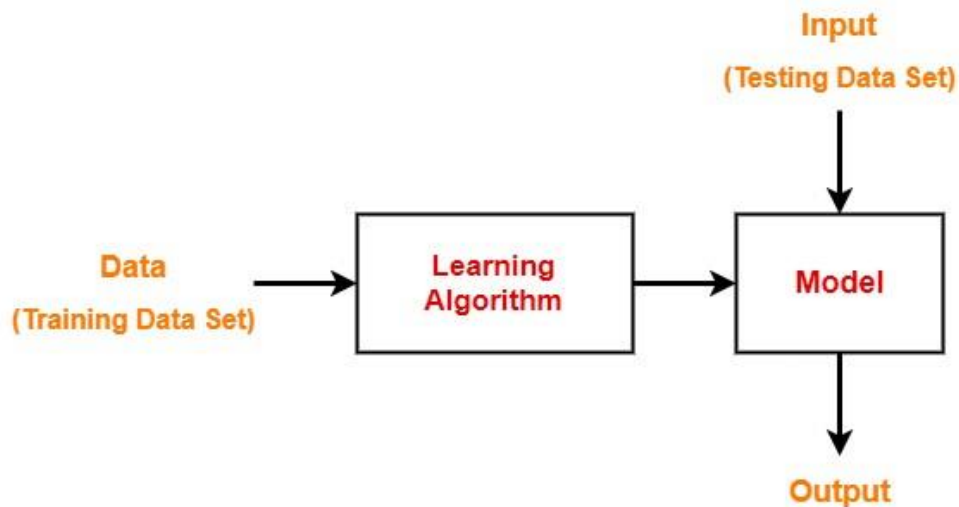 Input
(Testing Data Set)
Data
(Training Data Set)
Learning
Algorithm
Model
Output